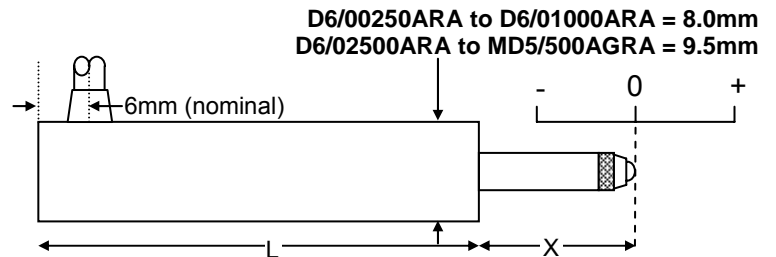 D6/00250ARA to D6/01000ARA = 8.0mm
D6/02500ARA to MD5/500AGRA = 9.5mm
- 0 +
6mm (nominal)
L X